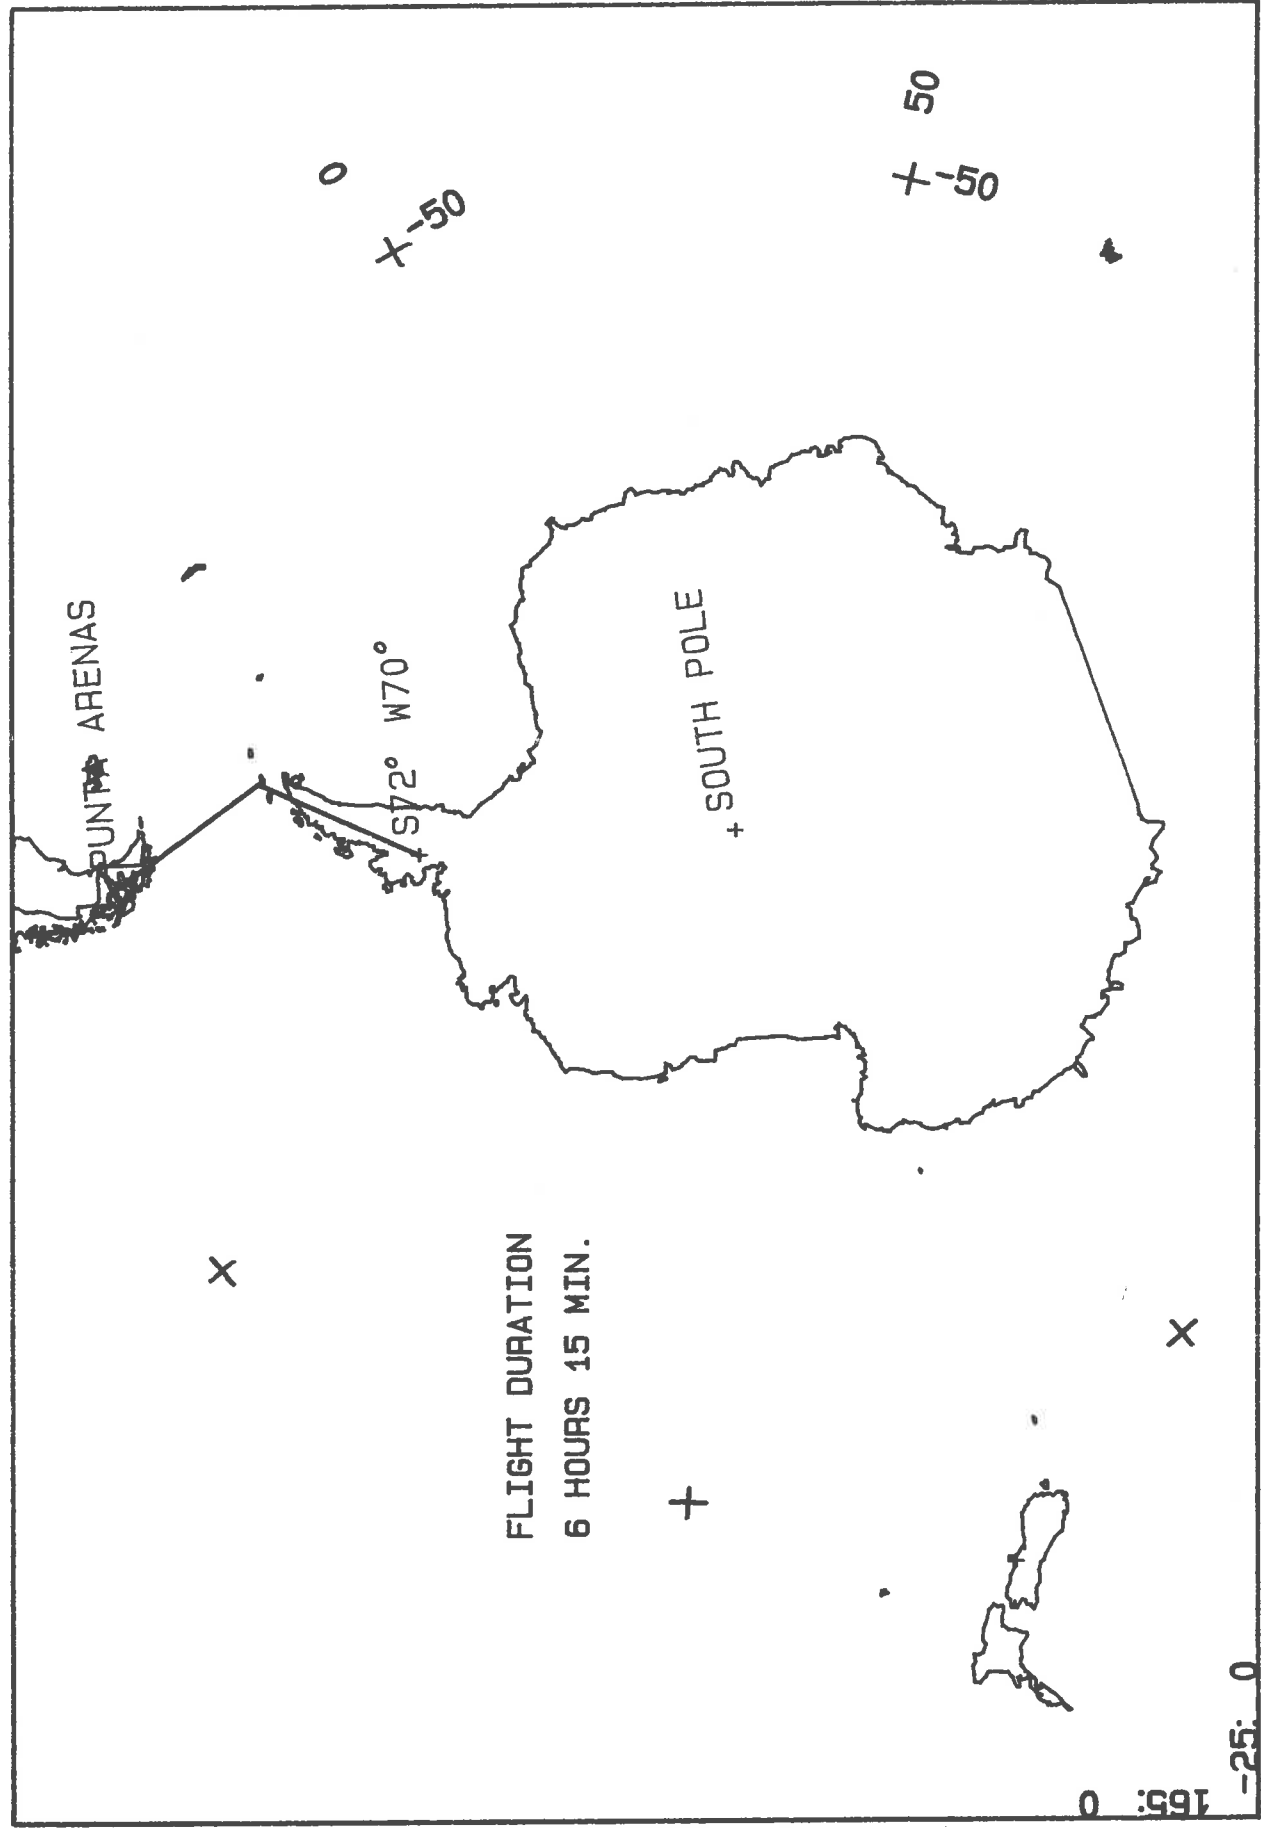 PUNTA ARENAS
S72° W70°
SOUTH POLE
FLIGHT DURATION
6 HOURS 15 MIN.
0
-50
50
-50
165: 0
-25: 0